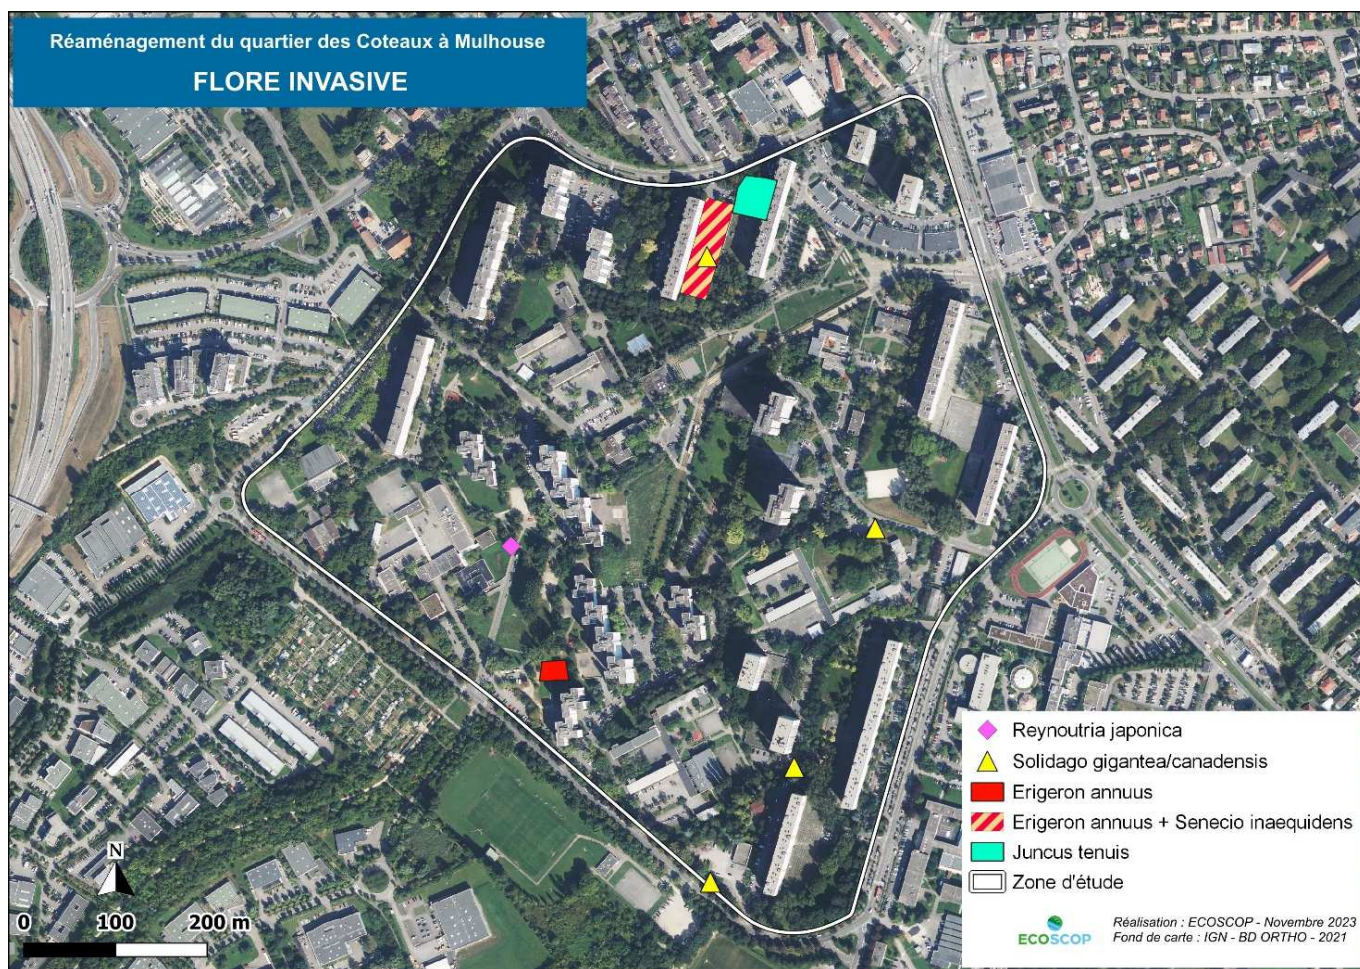 Réaménagement du quartier des Coteaux à Mulhouse
FLORE INVASIVE
Reynoutria japonica
Solidago gigantea/canadensis
Erigeron annuus
Erigeron annuus + Senecio inaequidens
Juncus tenuis
Zone d'étude
N
0 100 200 m
ECOSCOP
Réalisation : ECOSCOP - Novembre 2023
Fond de carte : IGN - BD ORTHO - 2021